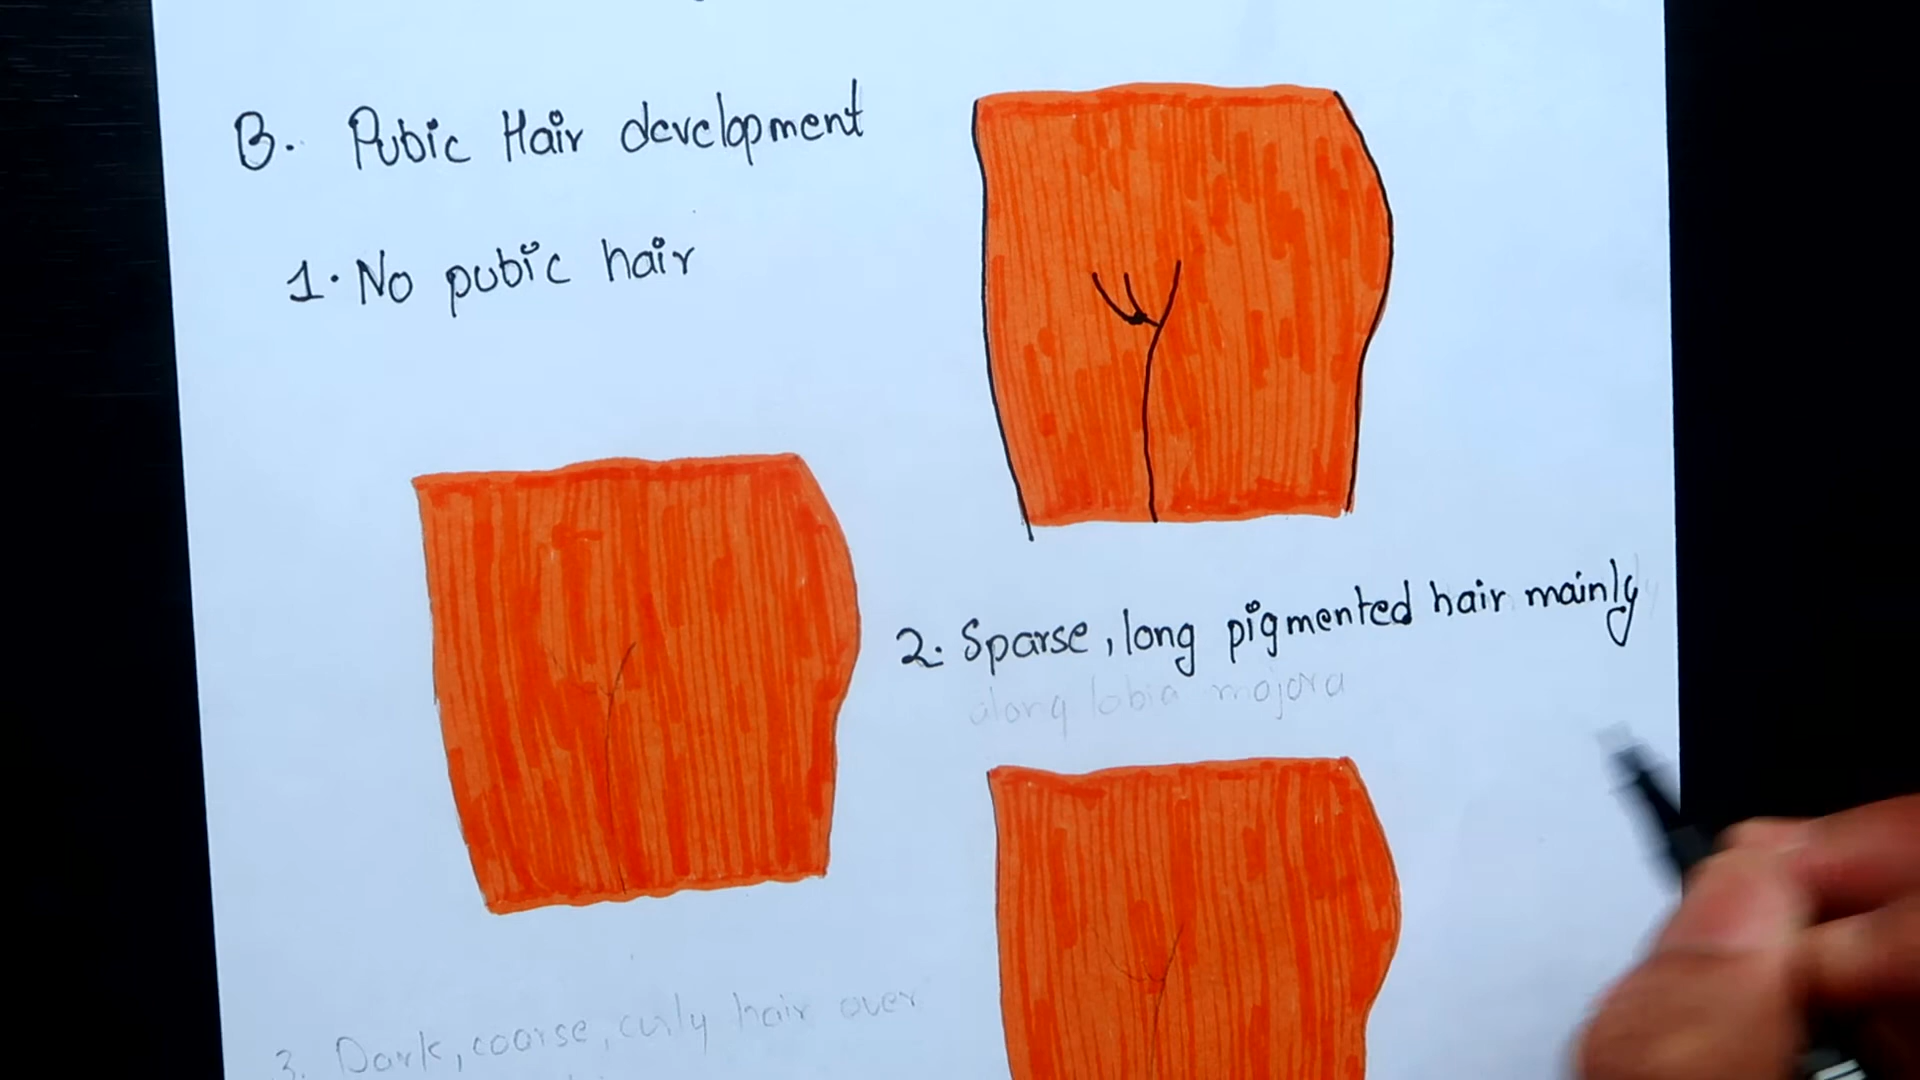 B. Pubic Hair development
1. No pubic hair
2. Sparse, long pigmented hair mainly
along labia majora
3. Dark, coarse, curly hair over